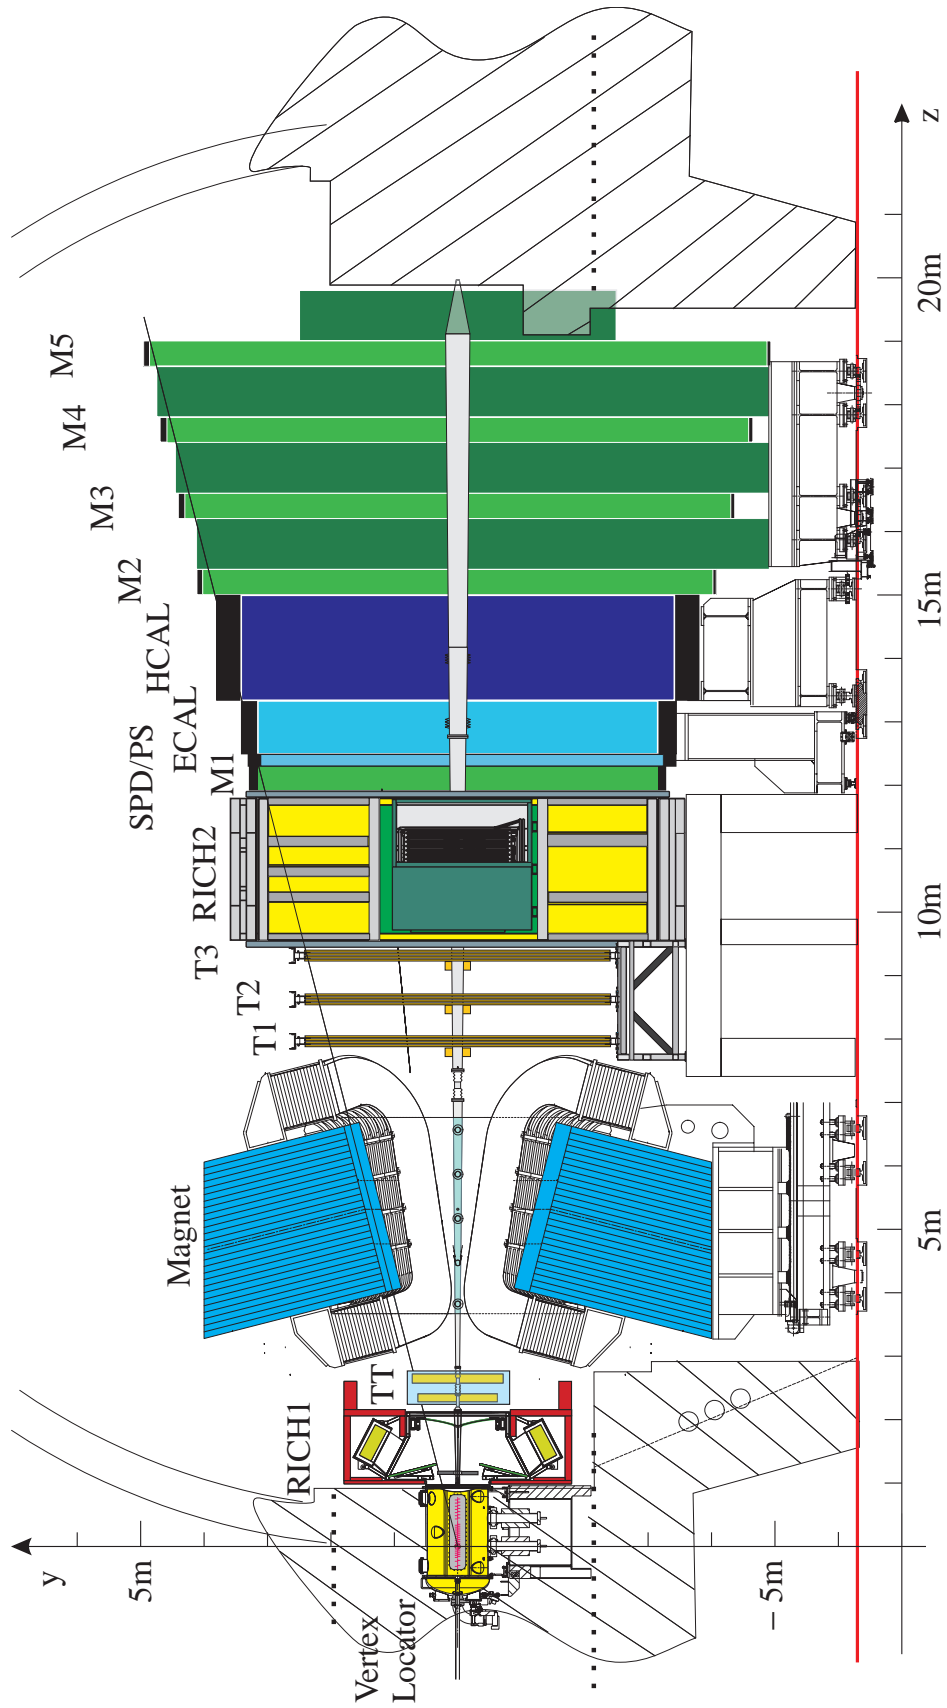 y
5m
– 5m
Vertex
Locator
RICH1
TT
Magnet
T1
T2
T3
RICH2
M1
SPD/PS
ECAL
HCAL
M2
M3
M4
M5
5m
10m
15m
20m
z